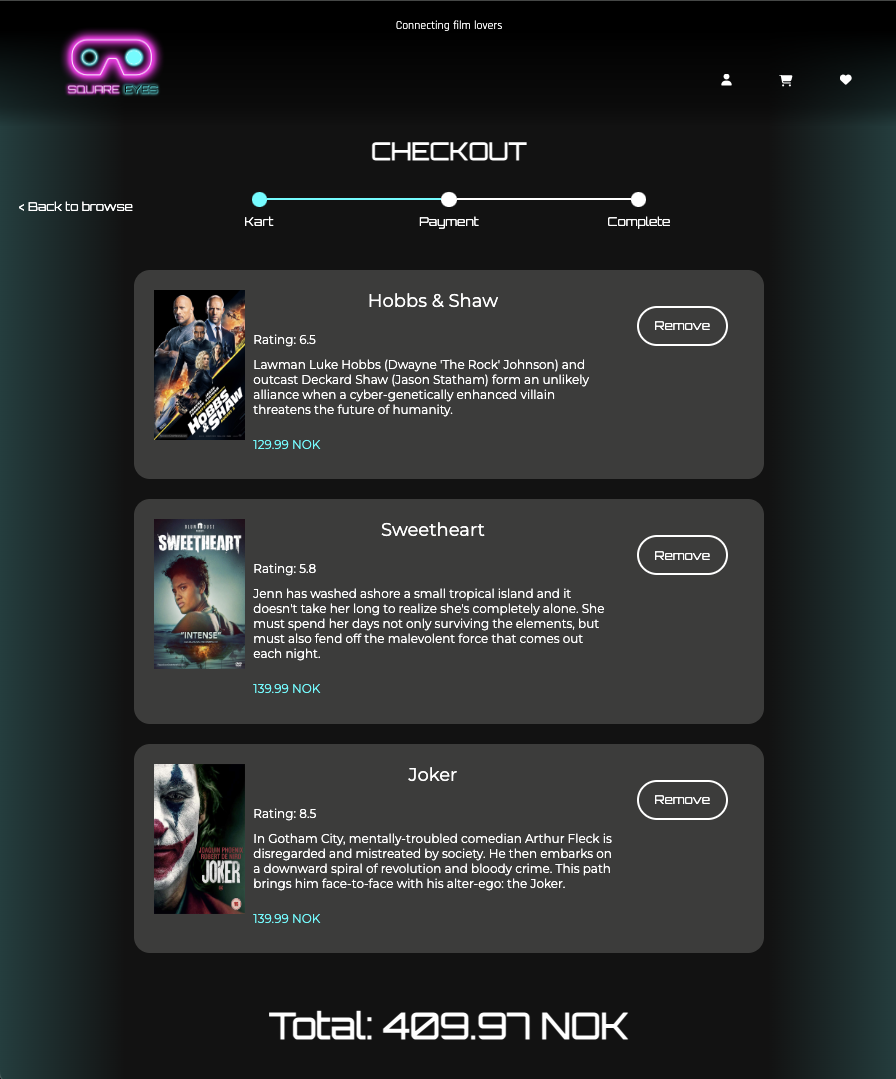 Connecting film lovers
SQUARE EYES
CHECKOUT
< Back to browse
Kart
Payment
Complete
Hobbs & Shaw
Remove
Rating: 6.5
Lawman Luke Hobbs (Dwayne 'The Rock' Johnson) and
outcast Deckard Shaw (Jason Statham) form an unlikely
alliance when a cyber-genetically enhanced villain
threatens the future of humanity.
HOBBS
& SHAW
129.99 NOK
Sweetheart
SWEETHEART
Remove
Rating: 5.8
Jenn has washed ashore a small tropical island and it
doesn't take her long to realize she's completely alone. She
must spend her days not only surviving the elements, but
must also fend off the malevolent force that comes out
each night.
"INTENSE"
139.99 NOK
Joker
Remove
Rating: 8.5
In Gotham City, mentally-troubled comedian Arthur Fleck is
disregarded and mistreated by society. He then embarks on
a downward spiral of revolution and bloody crime. This path
brings him face-to-face with his alter-ego: the Joker.
JOAQUIN PHOENIX
ROBERT DE NIRO
JOKER
139.99 NOK
Total: 409.97 NOK